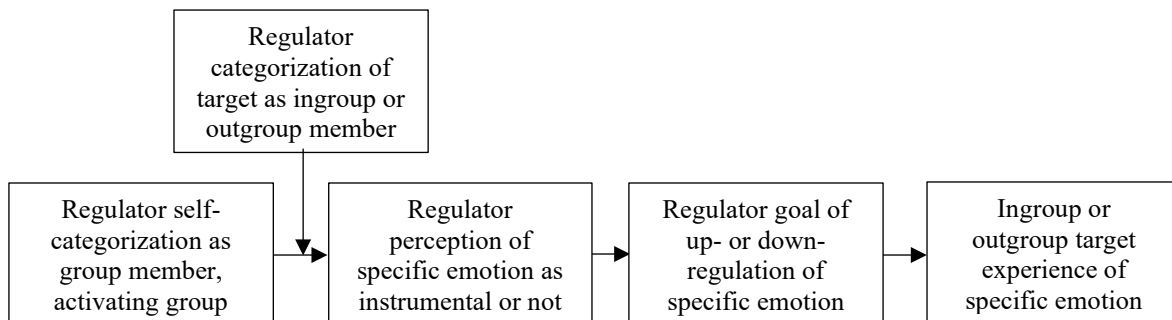 Regulator
categorization of
target as ingroup or
outgroup member
Regulator self-
categorization as
group member,
activating group
Regulator
perception of
specific emotion as
instrumental or not
Regulator goal of
up- or down-
regulation of
specific emotion
Ingroup or
outgroup target
experience of
specific emotion